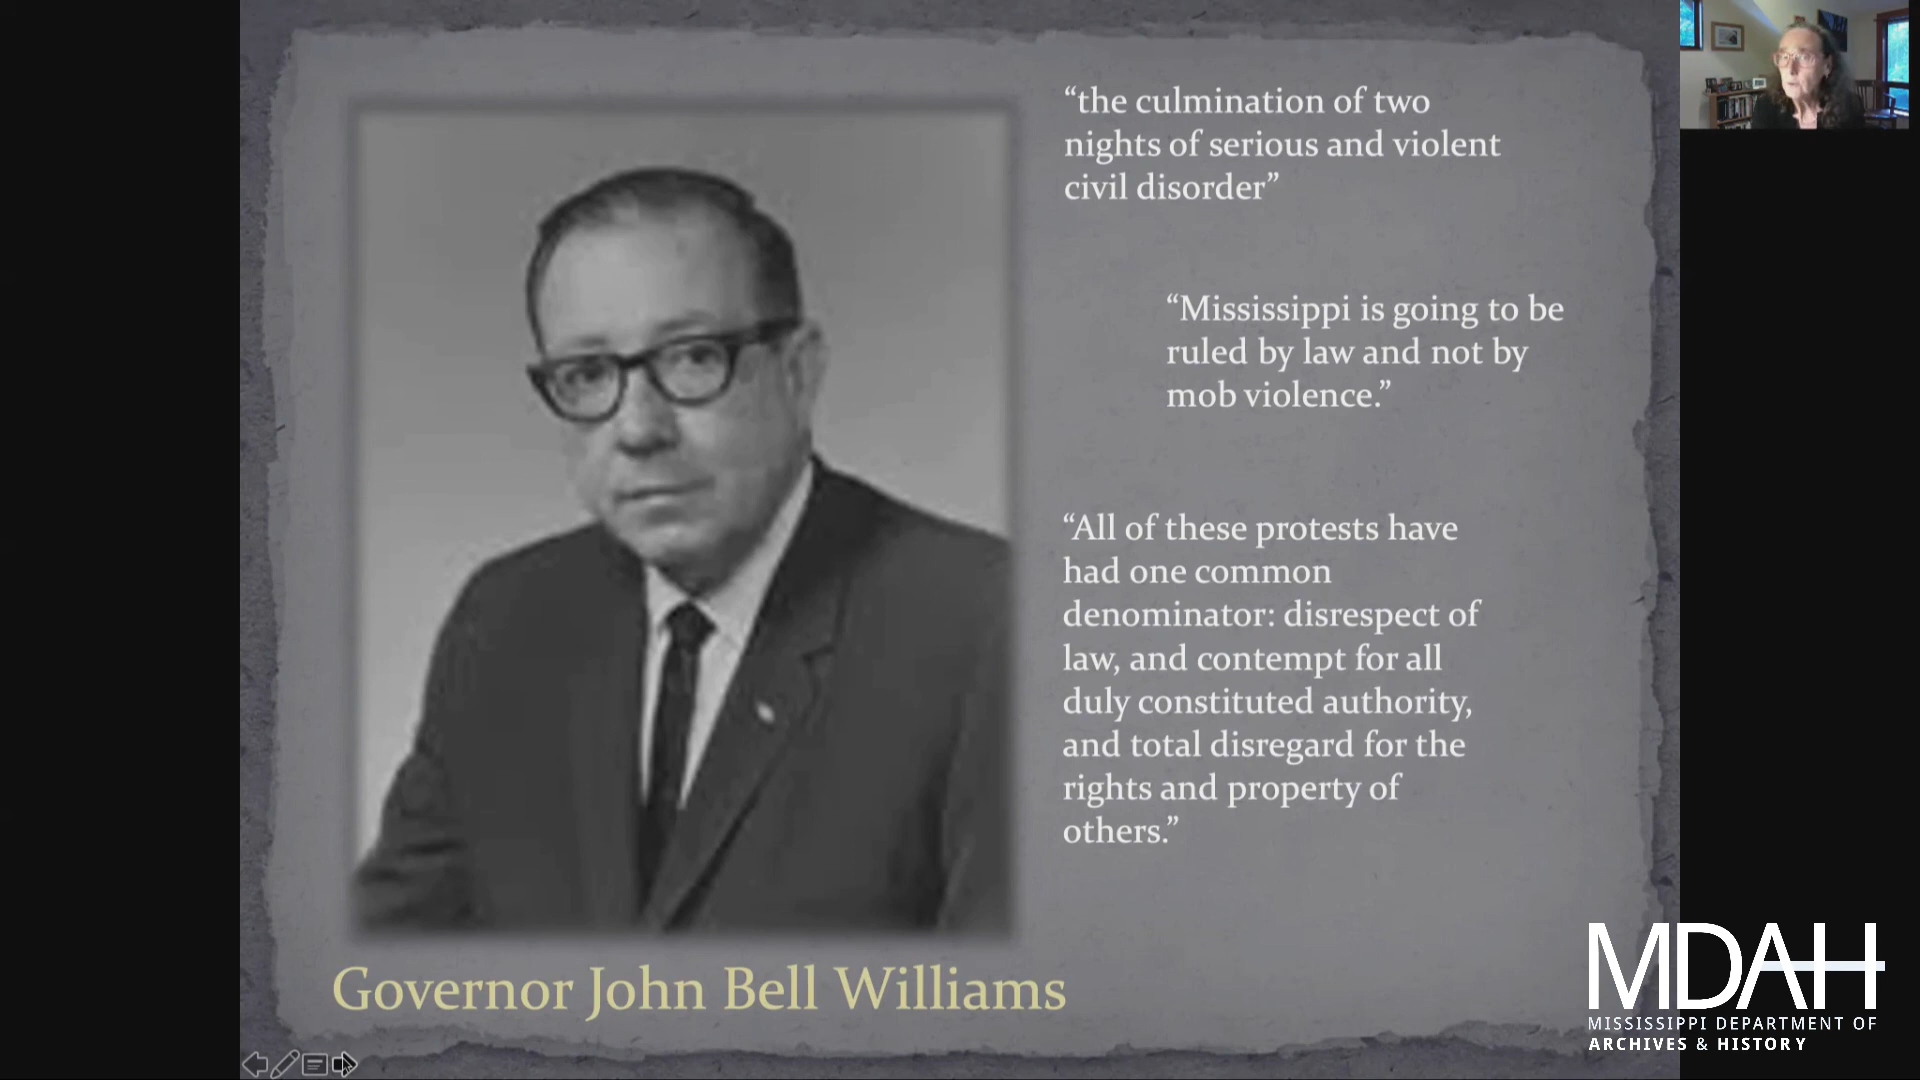 “the culmination of two
nights of serious and violent
civil disorder”
“Mississippi is going to be
ruled by law and not by
mob violence.”
“All of these protests have
had one common
denominator: disrespect of
law, and contempt for all
duly constituted authority,
and total disregard for the
rights and property of
others.”
Governor John Bell Williams
MDAH
MISSISSIPPI DEPARTMENT OF
ARCHIVES & HISTORY